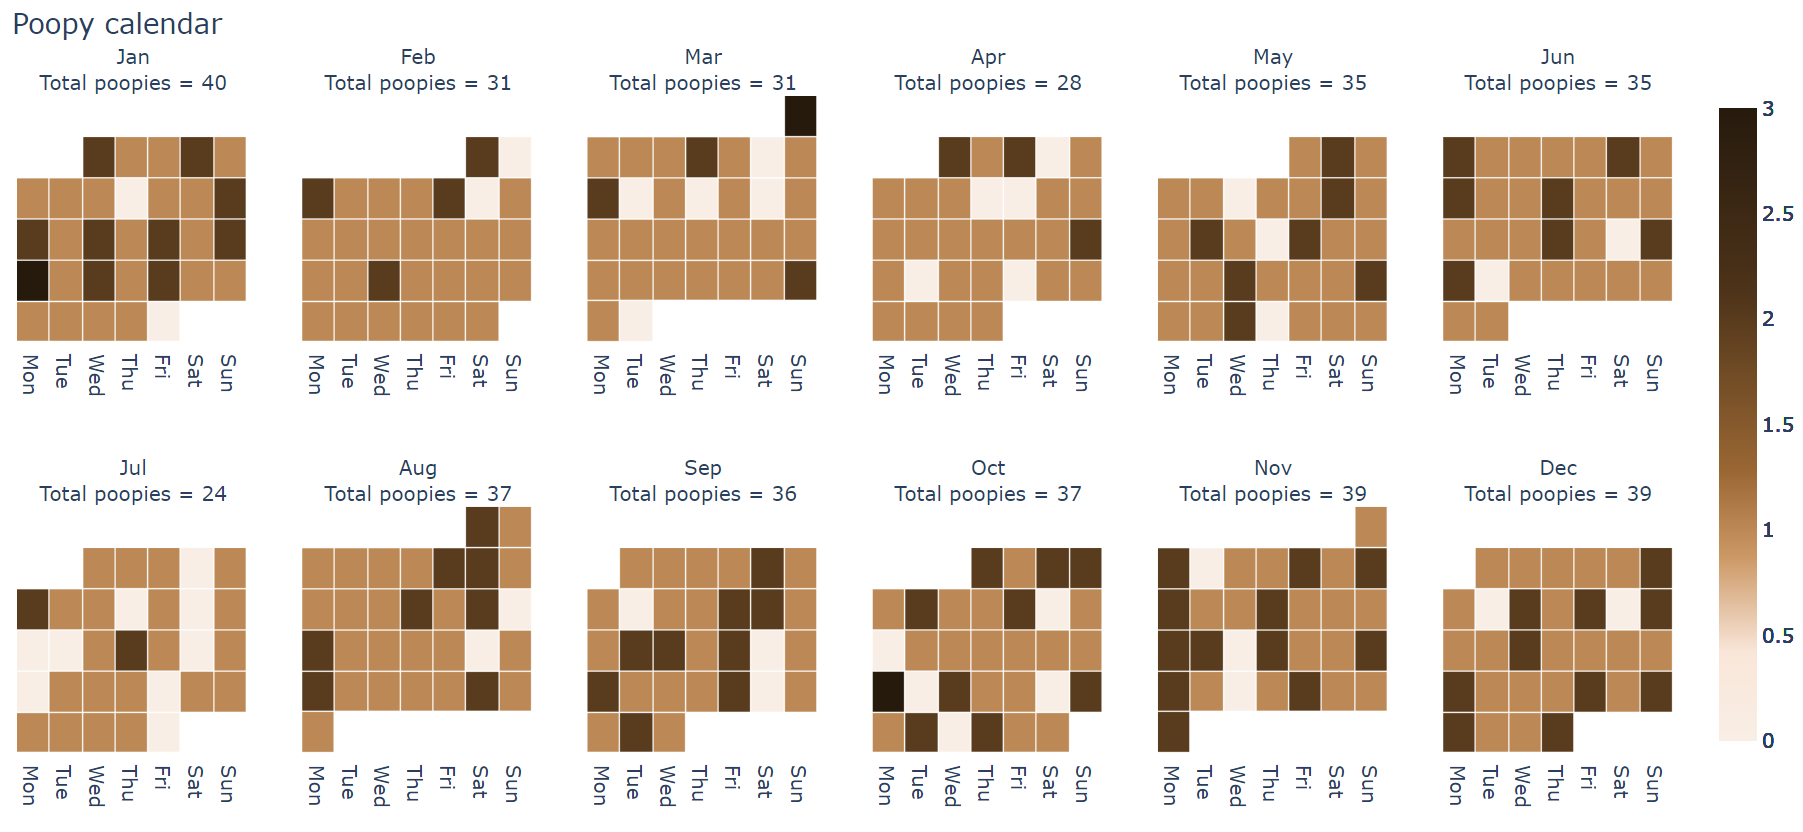 Poopy calendar
Jan
Total poopies = 40
Feb
Total poopies = 31
Mar
Total poopies = 31
Apr
Total poopies = 28
May
Total poopies = 35
Jun
Total poopies = 35
3
2.5
2
1.5
1
0.5
0
Mon Tue Wed Thu Fri Sat Sun
Mon Tue Wed Thu Fri Sat Sun
Mon Tue Wed Thu Fri Sat Sun
Mon Tue Wed Thu Fri Sat Sun
Mon Tue Wed Thu Fri Sat Sun
Mon Tue Wed Thu Fri Sat Sun
Jul
Total poopies = 24
Aug
Total poopies = 37
Sep
Total poopies = 36
Oct
Total poopies = 37
Nov
Total poopies = 39
Dec
Total poopies = 39
Mon Tue Wed Thu Fri Sat Sun
Mon Tue Wed Thu Fri Sat Sun
Mon Tue Wed Thu Fri Sat Sun
Mon Tue Wed Thu Fri Sat Sun
Mon Tue Wed Thu Fri Sat Sun
Mon Tue Wed Thu Fri Sat Sun